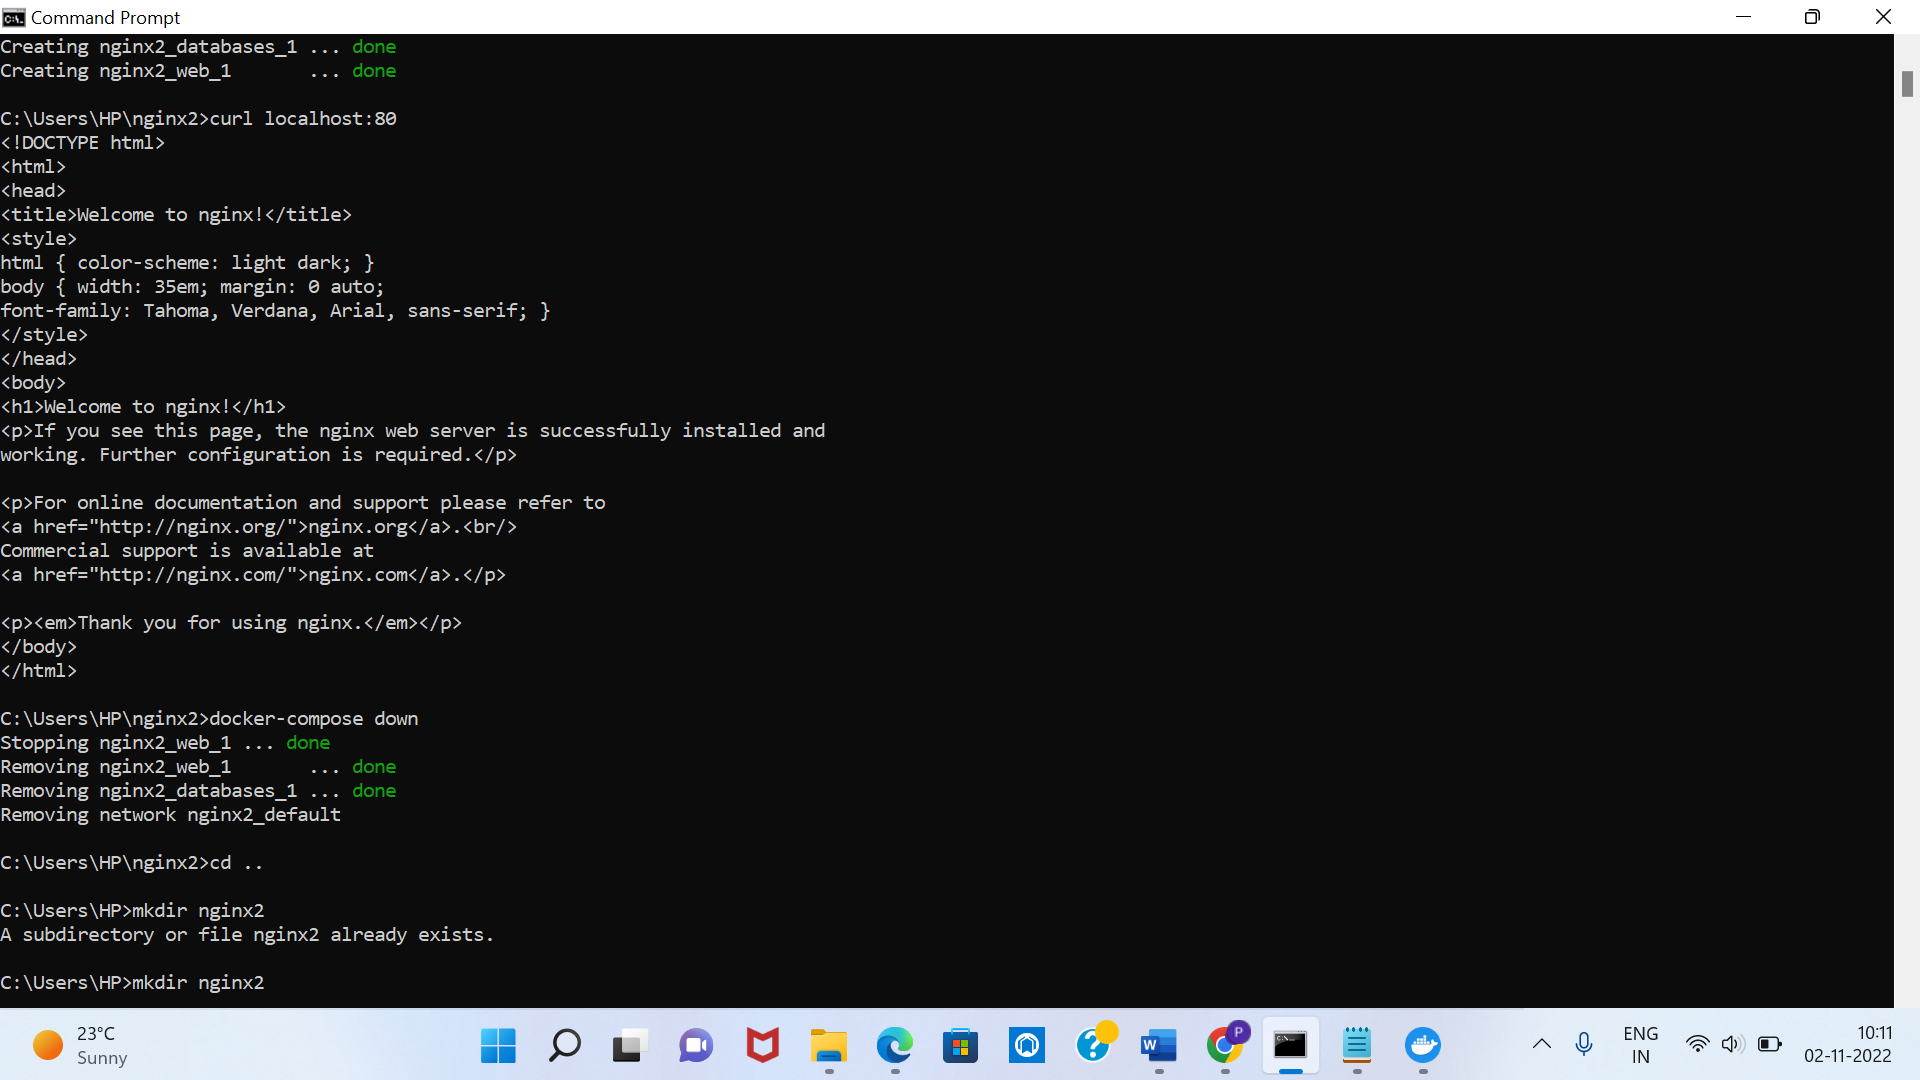 Command Prompt
Creating nginx2_databases_1 ... done
Creating nginx2_web_1       ... done
C:\Users\HP\nginx2>curl localhost:80
<!DOCTYPE html>
<html>
<head>
<title>Welcome to nginx!</title>
<style>
html { color-scheme: light dark; }
body { width: 35em; margin: 0 auto;
font-family: Tahoma, Verdana, Arial, sans-serif; }
</style>
</head>
<body>
<h1>Welcome to nginx!</h1>
<p>If you see this page, the nginx web server is successfully installed and
working. Further configuration is required.</p>
<p>For online documentation and support please refer to
<a href="http://nginx.org/">nginx.org</a>.<br/>
Commercial support is available at
<a href="http://nginx.com/">nginx.com</a>.</p>
<p><em>Thank you for using nginx.</em></p>
</body>
</html>
C:\Users\HP\nginx2>docker-compose down
Stopping nginx2_web_1 ... done
Removing nginx2_web_1       ... done
Removing nginx2_databases_1 ... done
Removing network nginx2_default
C:\Users\HP\nginx2>cd ..
C:\Users\HP>mkdir nginx2
A subdirectory or file nginx2 already exists.
C:\Users\HP>mkdir nginx2
23°C
Sunny
P
ENG
IN
10:11
02-11-2022